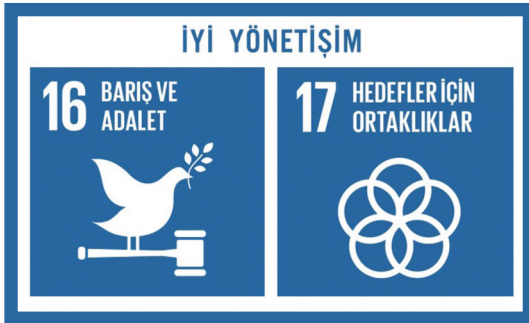 İYİ YÖNETİŞİM
16 BARIŞ VE
ADALET
17 HEDEFLER İÇİN
ORTAKLIKLAR